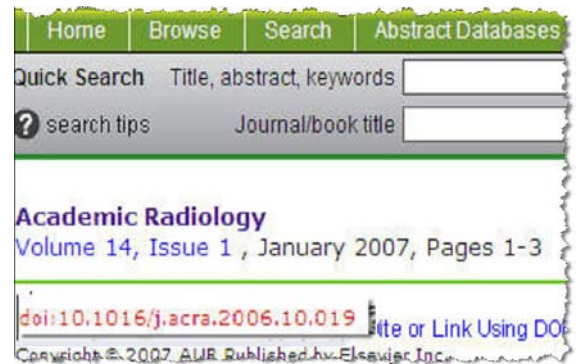 Home Browse Search Abstract Databases
Quick Search Title, abstract, keywords
? search tips Journal/book title
Academic Radiology
Volume 14, Issue 1 , January 2007, Pages 1-3
doi:10.1016/j.acra.2006.10.019 ite or Link Using DOI
Copyright © 2007 AUR Published by Elsevier Inc.